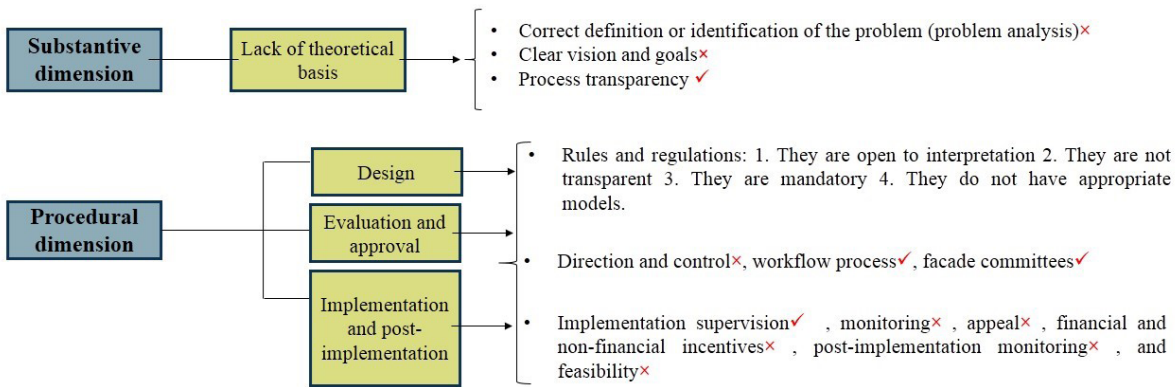 Substantive
dimension
Lack of theoretical
basis
• Correct definition or identification of the problem (problem analysis)×
• Clear vision and goals×
• Process transparency ✓
Procedural
dimension
Design
Evaluation and
approval
Implementation
and post-
implementation
• Rules and regulations: 1. They are open to interpretation 2. They are not
transparent 3. They are mandatory 4. They do not have appropriate
models.
• Direction and control×, workflow process✓, facade committees✓
• Implementation supervision✓ , monitoring× , appeal× , financial and
non-financial incentives× , post-implementation monitoring× , and
feasibility×